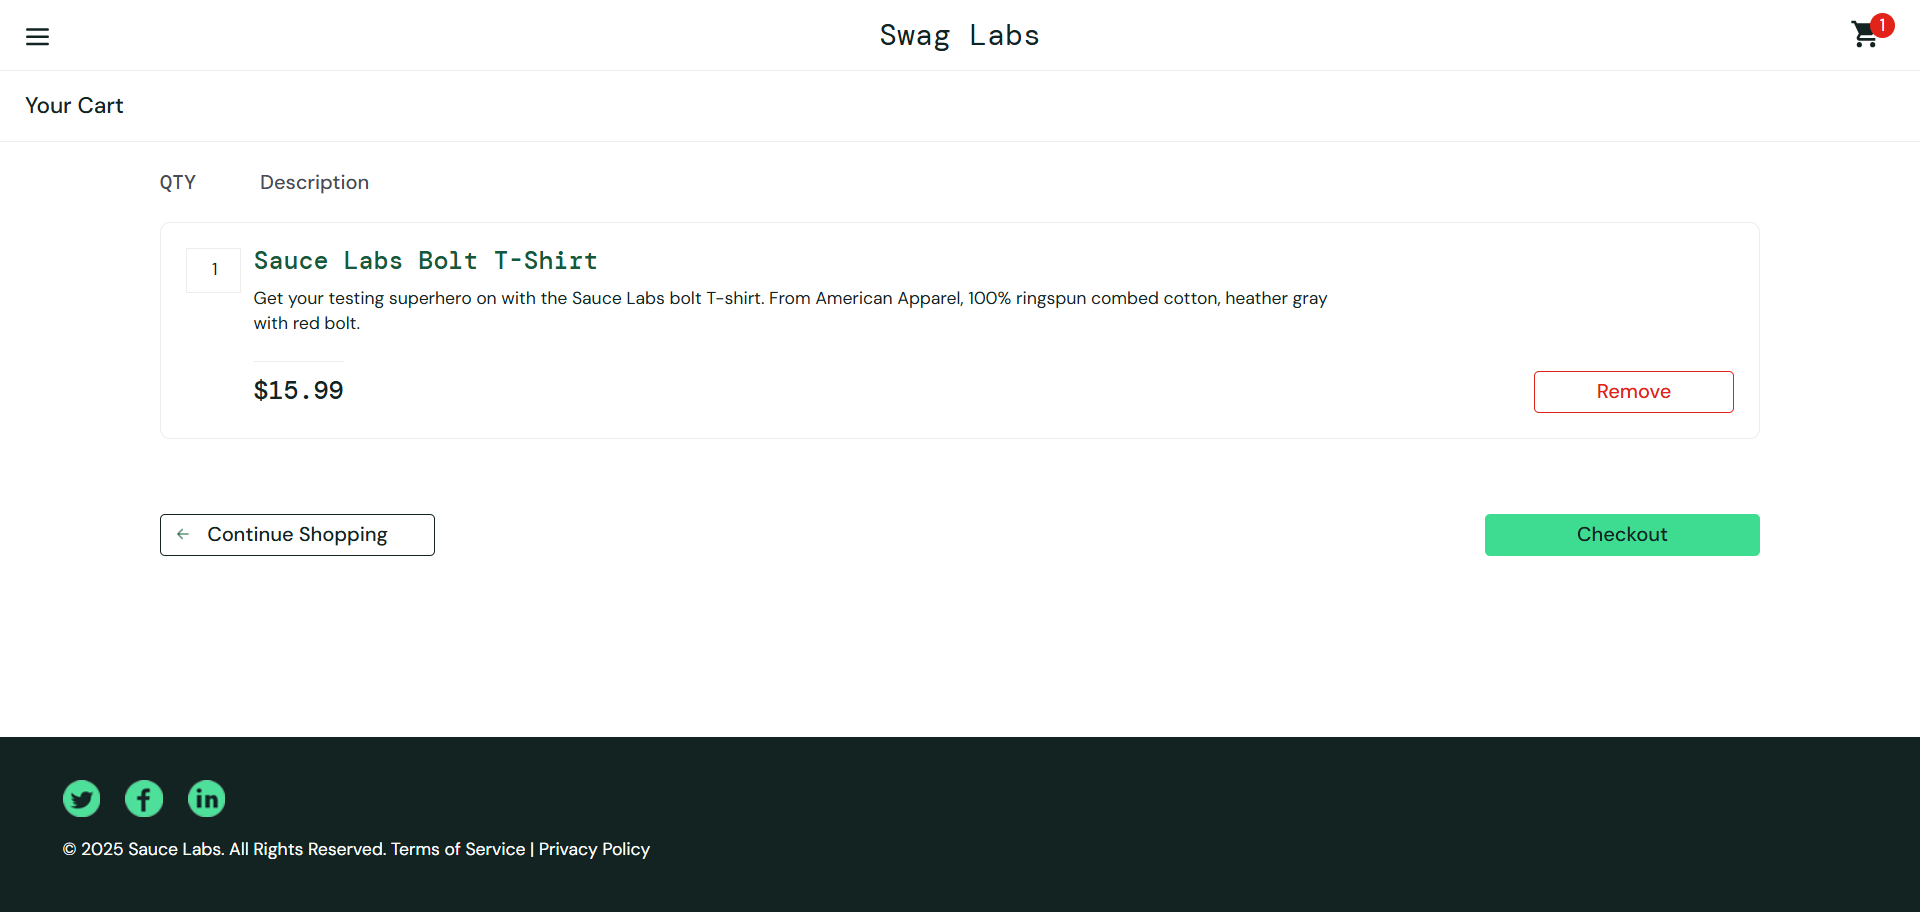 Swag Labs
1
Your Cart
QTY Description
1
Sauce Labs Bolt T-Shirt
Get your testing superhero on with the Sauce Labs bolt T-shirt. From American Apparel, 100% ringspun combed cotton, heather gray
with red bolt.
$15.99
Remove
Continue Shopping
Checkout
© 2025 Sauce Labs. All Rights Reserved. Terms of Service | Privacy Policy